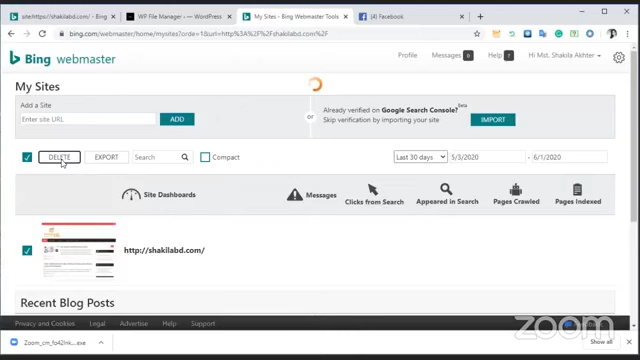 site:https://shakilabd.com/ - Bing
WP File Manager ‹ — WordPress
My Sites - Bing Webmaster Tools
(4) Facebook
bing.com/webmaster/home/mysites?orde=1&url=http%3A%2F%2Fshakilabd.com%2F
Bing webmaster
Profile
Messages 0
Help
Hi Mst. Shakila Akhter
My Sites
Add a Site
Enter site URL
ADD
or
Already verified on Google Search Console? Beta
Skip verification by importing your site
IMPORT
DELETE
EXPORT
Search
Compact
Last 30 days
5/3/2020
- 6/1/2020
Site Dashboards
Messages
Clicks from Search
Appeared in Search
Pages Crawled
Pages Indexed
http://shakilabd.com/
Recent Blog Posts
Privacy and Cookies
Legal
Advertise
Help
Support
zoom
Zoom_cm_fo42lnk....exe
Show all